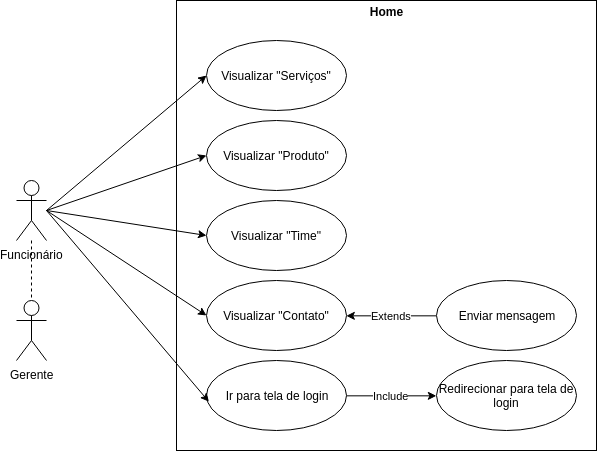 Home
Visualizar "Serviços"
Visualizar "Produto"
Visualizar "Time"
Funcionário
Visualizar "Contato"
Extends
Enviar mensagem
Gerente
Ir para tela de login
Include
Redirecionar para tela de
login